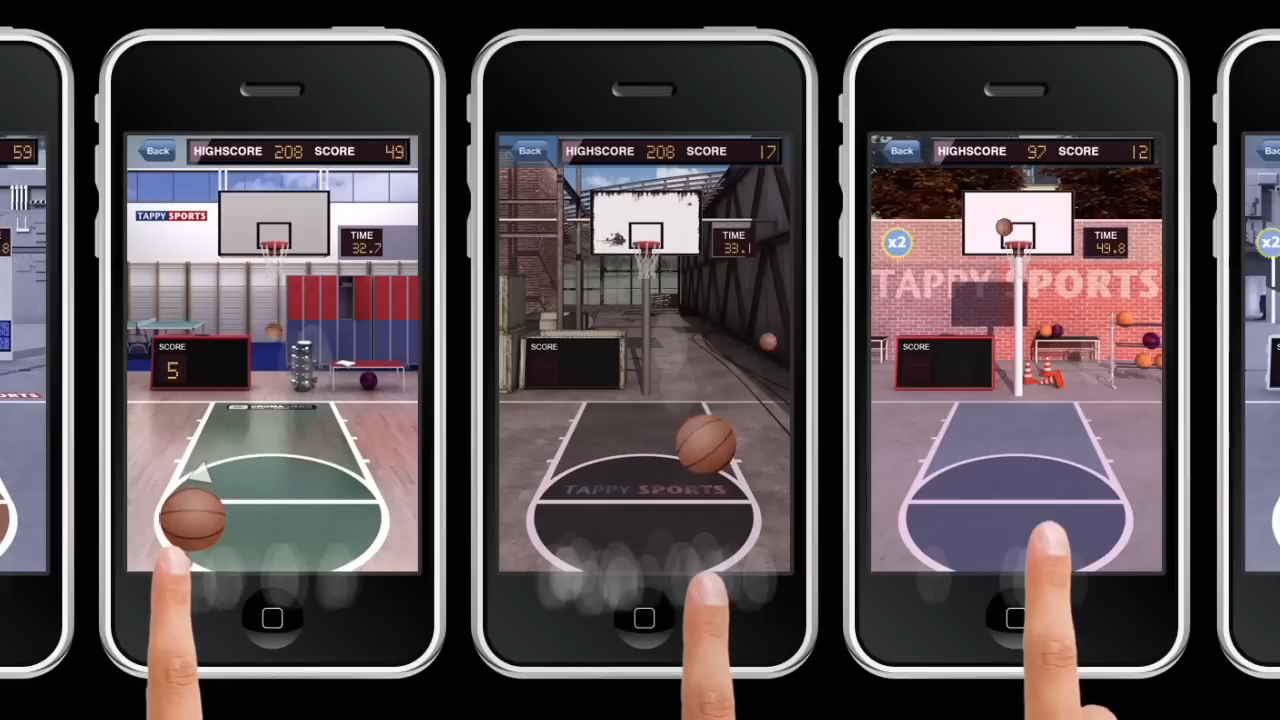 59
Back HIGHSCORE 208 SCORE 49
TAPPY SPORTS
TIME
32.7
SCORE
5
Back HIGHSCORE 208 SCORE 17
TIME
33.1
SCORE
TAPPY SPORTS
Back HIGHSCORE 97 SCORE 12
x2
TIME
49.8
TAPPY SPORTS
SCORE
x2